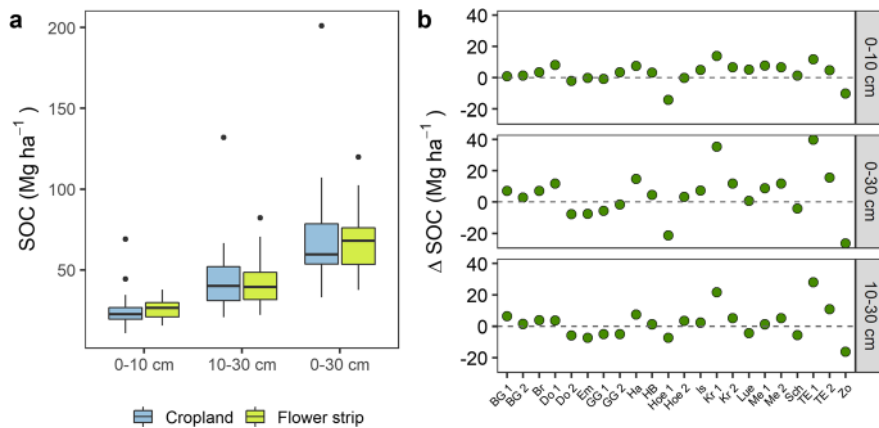 a
SOC (Mg ha⁻¹)
200
150
100
50
0-10 cm
10-30 cm
0-30 cm
Cropland
Flower strip
b
Δ SOC (Mg ha⁻¹)
40
20
0
-20
0-10 cm
40
20
0
-20
0-30 cm
40
20
0
-20
10-30 cm
BG 1
BG 2
Br
Do 1
Do 2
Em
GG 1
GG 2
Ha
HB
Hoe 1
Hoe 2
Is
Kr 1
Kr 2
Lue
Me 1
Me 2
Sch
TE 1
TE 2
Zo